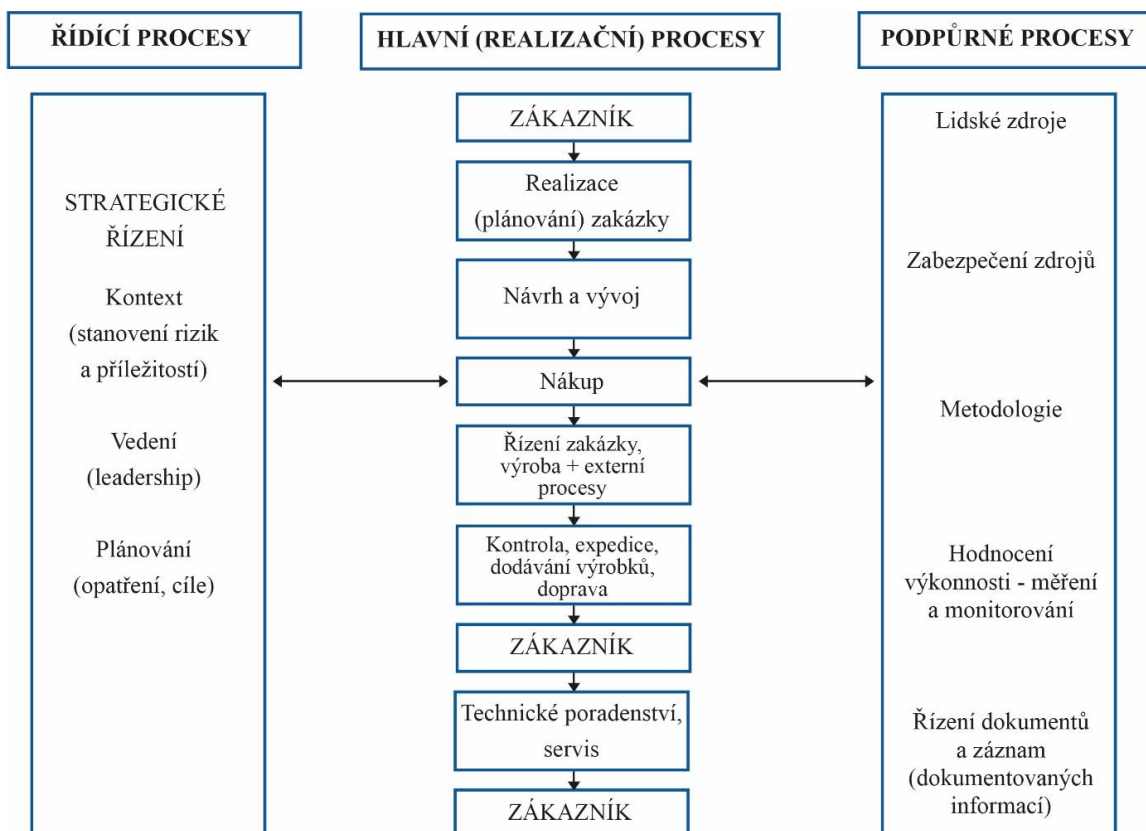 ŘÍDÍCÍ PROCESY
HLAVNÍ (REALIZAČNÍ) PROCESY
PODPŮRNÉ PROCESY
STRATEGICKÉ
ŘÍZENÍ
Kontext
(stanovení rizik
a příležitostí)
Vedení
(leadership)
Plánování
(opatření, cíle)
ZÁKAZNÍK
Realizace
(plánování) zakázky
Návrh a vývoj
Nákup
Řízení zakázky,
výroba + externí
procesy
Kontrola, expedice,
dodávání výrobků,
doprava
ZÁKAZNÍK
Technické poradenství,
servis
ZÁKAZNÍK
Lidské zdroje
Zabezpečení zdrojů
Metodologie
Hodnocení
výkonnosti - měření
a monitorování
Řízení dokumentů
a záznam
(dokumentovaných
informací)